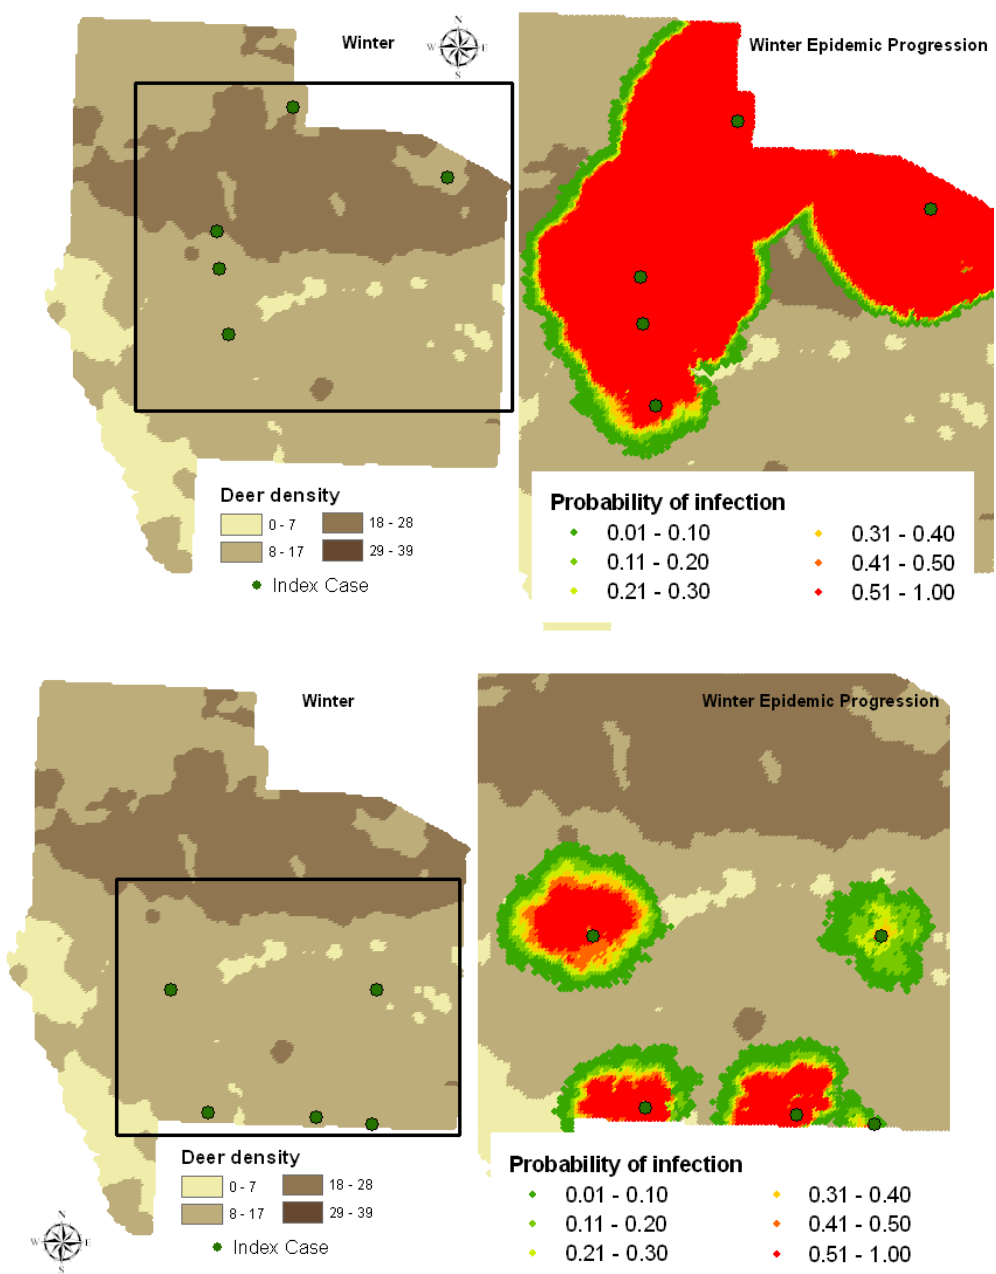 N
W E
S
Winter
Winter Epidemic Progression
Deer density
0 - 7
18 - 28
8 - 17
29 - 39
Index Case
Probability of infection
0.01 - 0.10
0.31 - 0.40
0.11 - 0.20
0.41 - 0.50
0.21 - 0.30
0.51 - 1.00
Winter
Winter Epidemic Progression
Deer density
0 - 7
18 - 28
8 - 17
29 - 39
Index Case
N
W E
S
Probability of infection
0.01 - 0.10
0.31 - 0.40
0.11 - 0.20
0.41 - 0.50
0.21 - 0.30
0.51 - 1.00